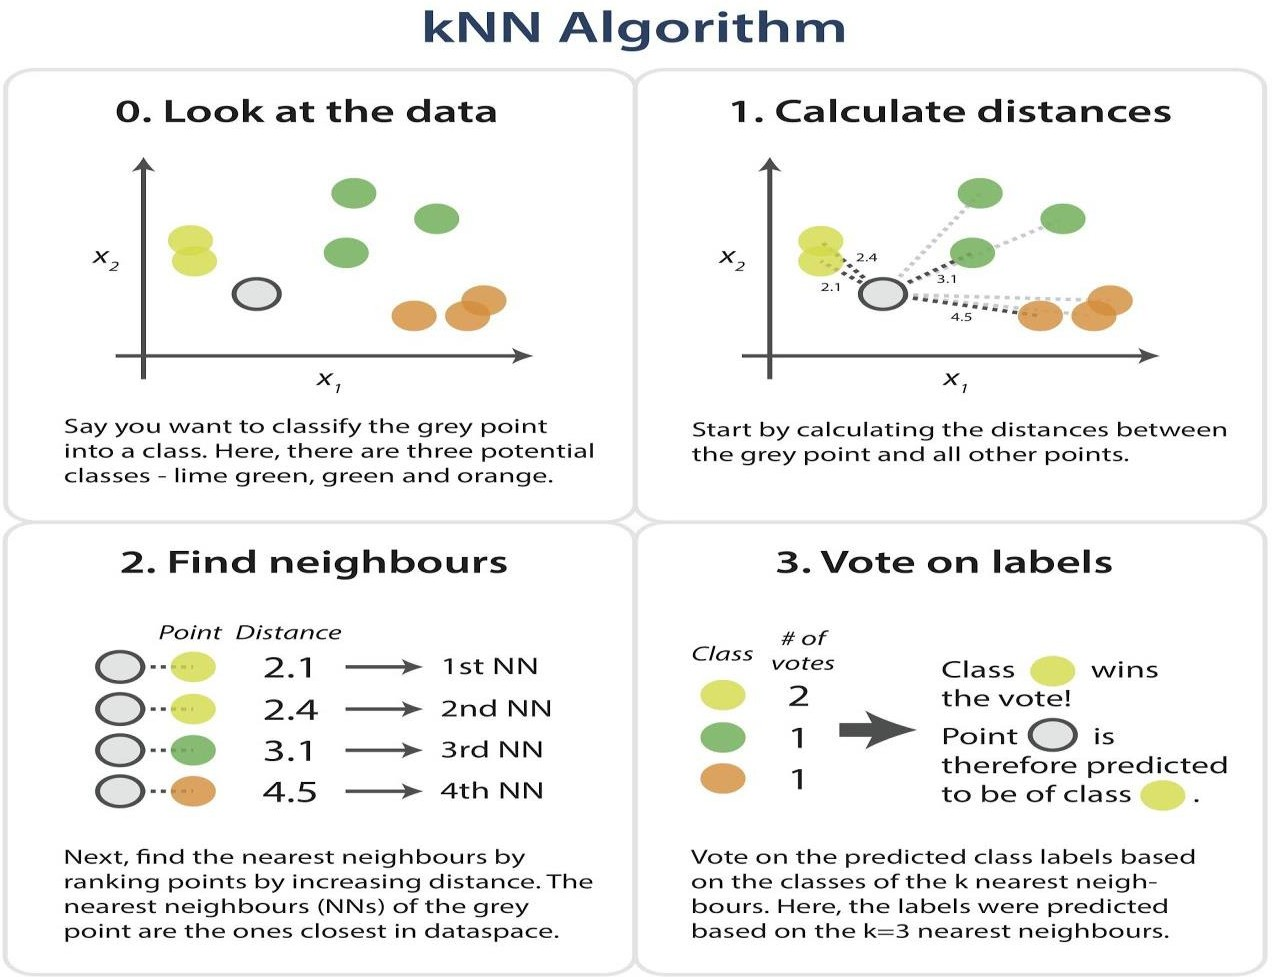 kNN Algorithm
0. Look at the data
x2
x1
Say you want to classify the grey point
into a class. Here, there are three potential
classes - lime green, green and orange.
1. Calculate distances
x2
2.4
2.1
3.1
4.5
x1
Start by calculating the distances between
the grey point and all other points.
2. Find neighbours
Point Distance
2.1 1st NN
2.4 2nd NN
3.1 3rd NN
4.5 4th NN
Next, find the nearest neighbours by
ranking points by increasing distance. The
nearest neighbours (NNs) of the grey
point are the ones closest in dataspace.
3. Vote on labels
Class # of
votes
2
1
1
Class wins
the vote!
Point is
therefore predicted
to be of class .
Vote on the predicted class labels based
on the classes of the k nearest neigh-
bours. Here, the labels were predicted
based on the k=3 nearest neighbours.